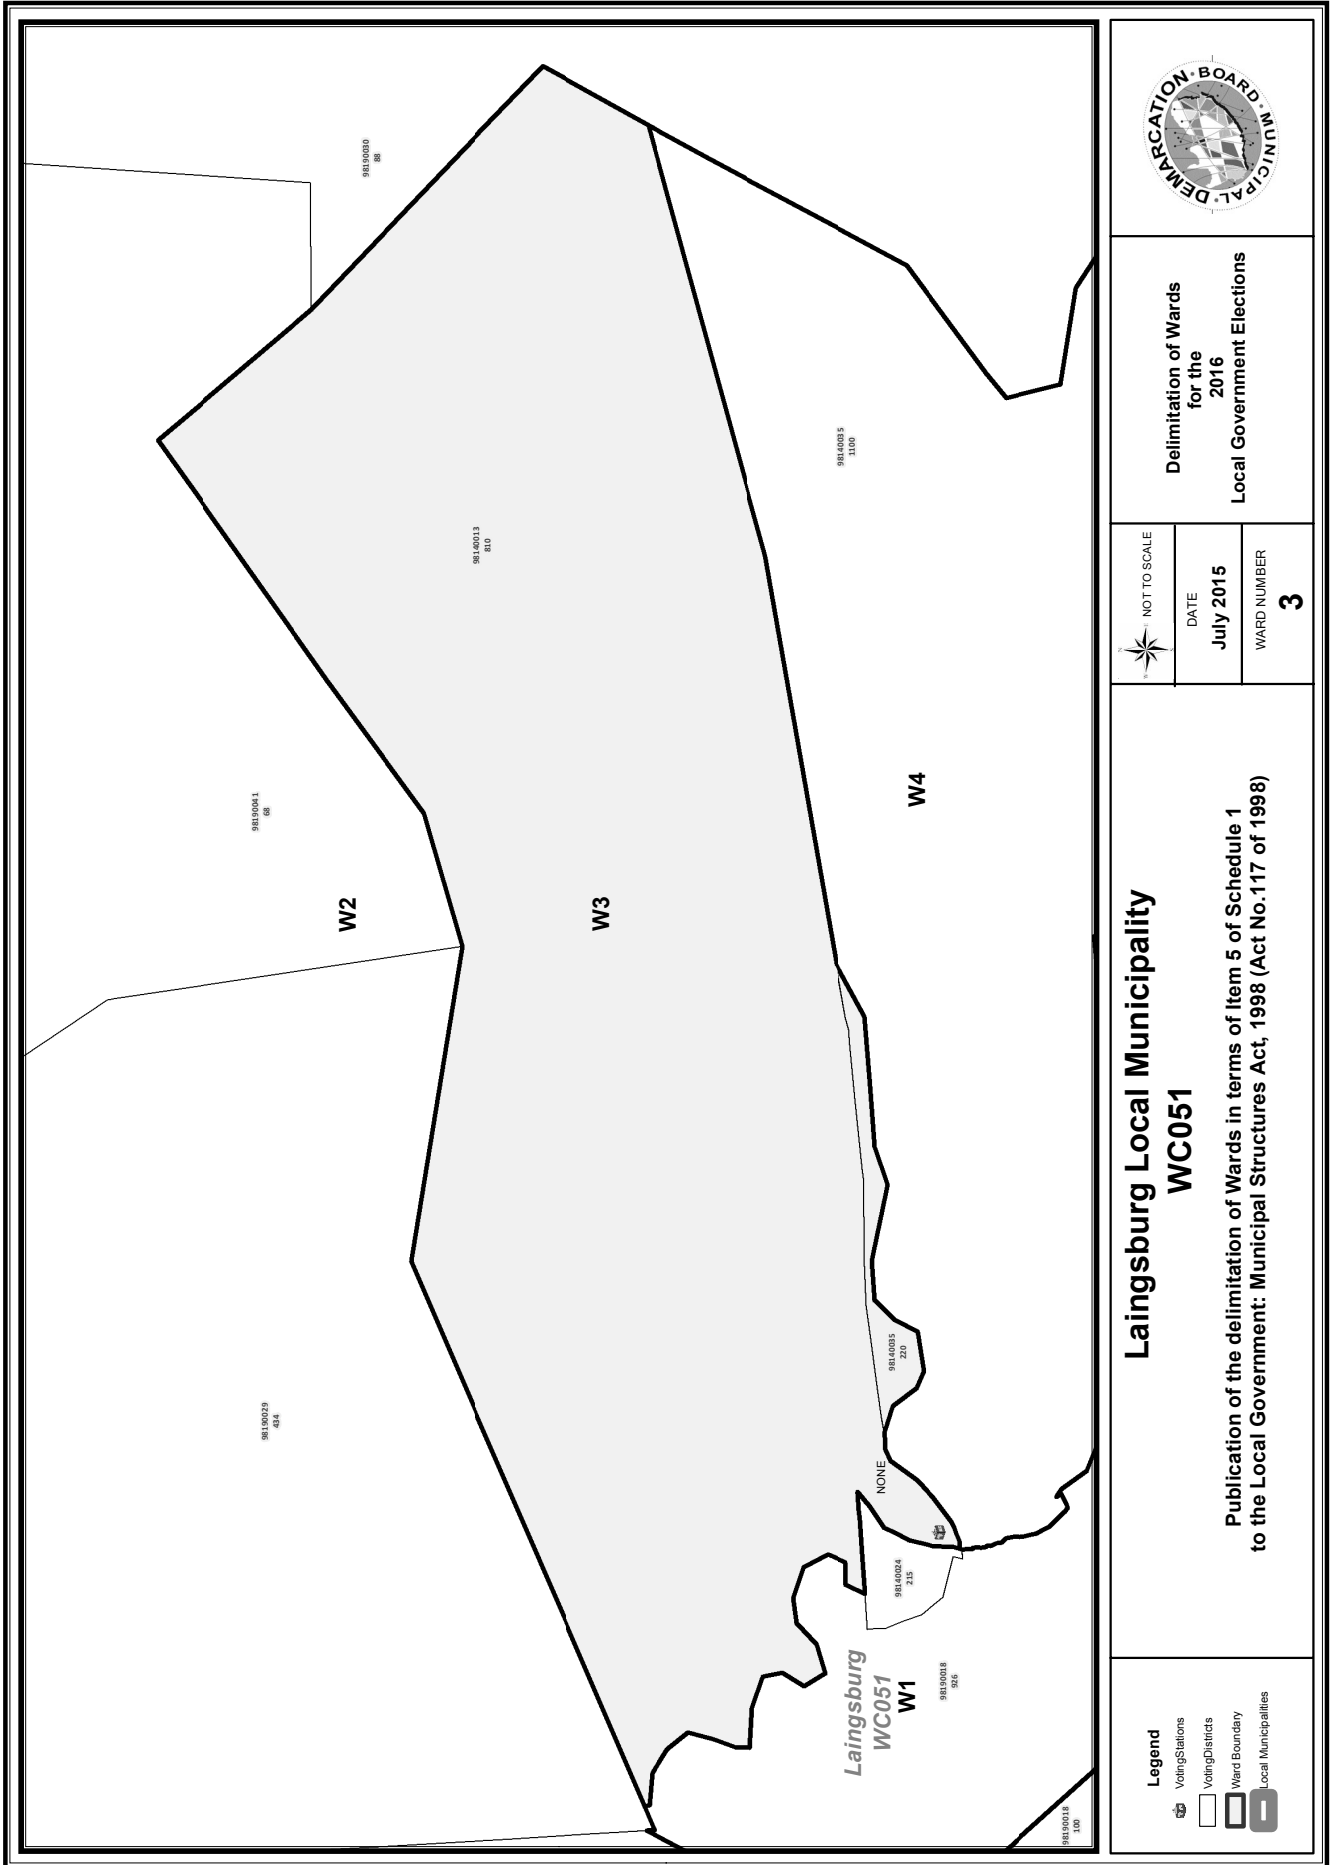 98190030
88
98190041
68
W2
98140013
810
W3
98140035
1100
W4
98190029
434
98140035
220
NONE
98140024
215
Laingsburg
WC051
W1
98190018
926
98190018
100
Legend
VotingStations
VotingDistricts
Ward Boundary
Local Municipalities
Laingsburg Local Municipality
WC051
Publication of the delimitation of Wards in terms of Item 5 of Schedule 1
to the Local Government: Municipal Structures Act, 1998 (Act No.117 of 1998)
N
W
E
S
NOT TO SCALE
DATE
July 2015
WARD NUMBER
3
Delimitation of Wards
for the
2016
Local Government Elections
MUNICIPAL • DEMARCATION • BOARD •